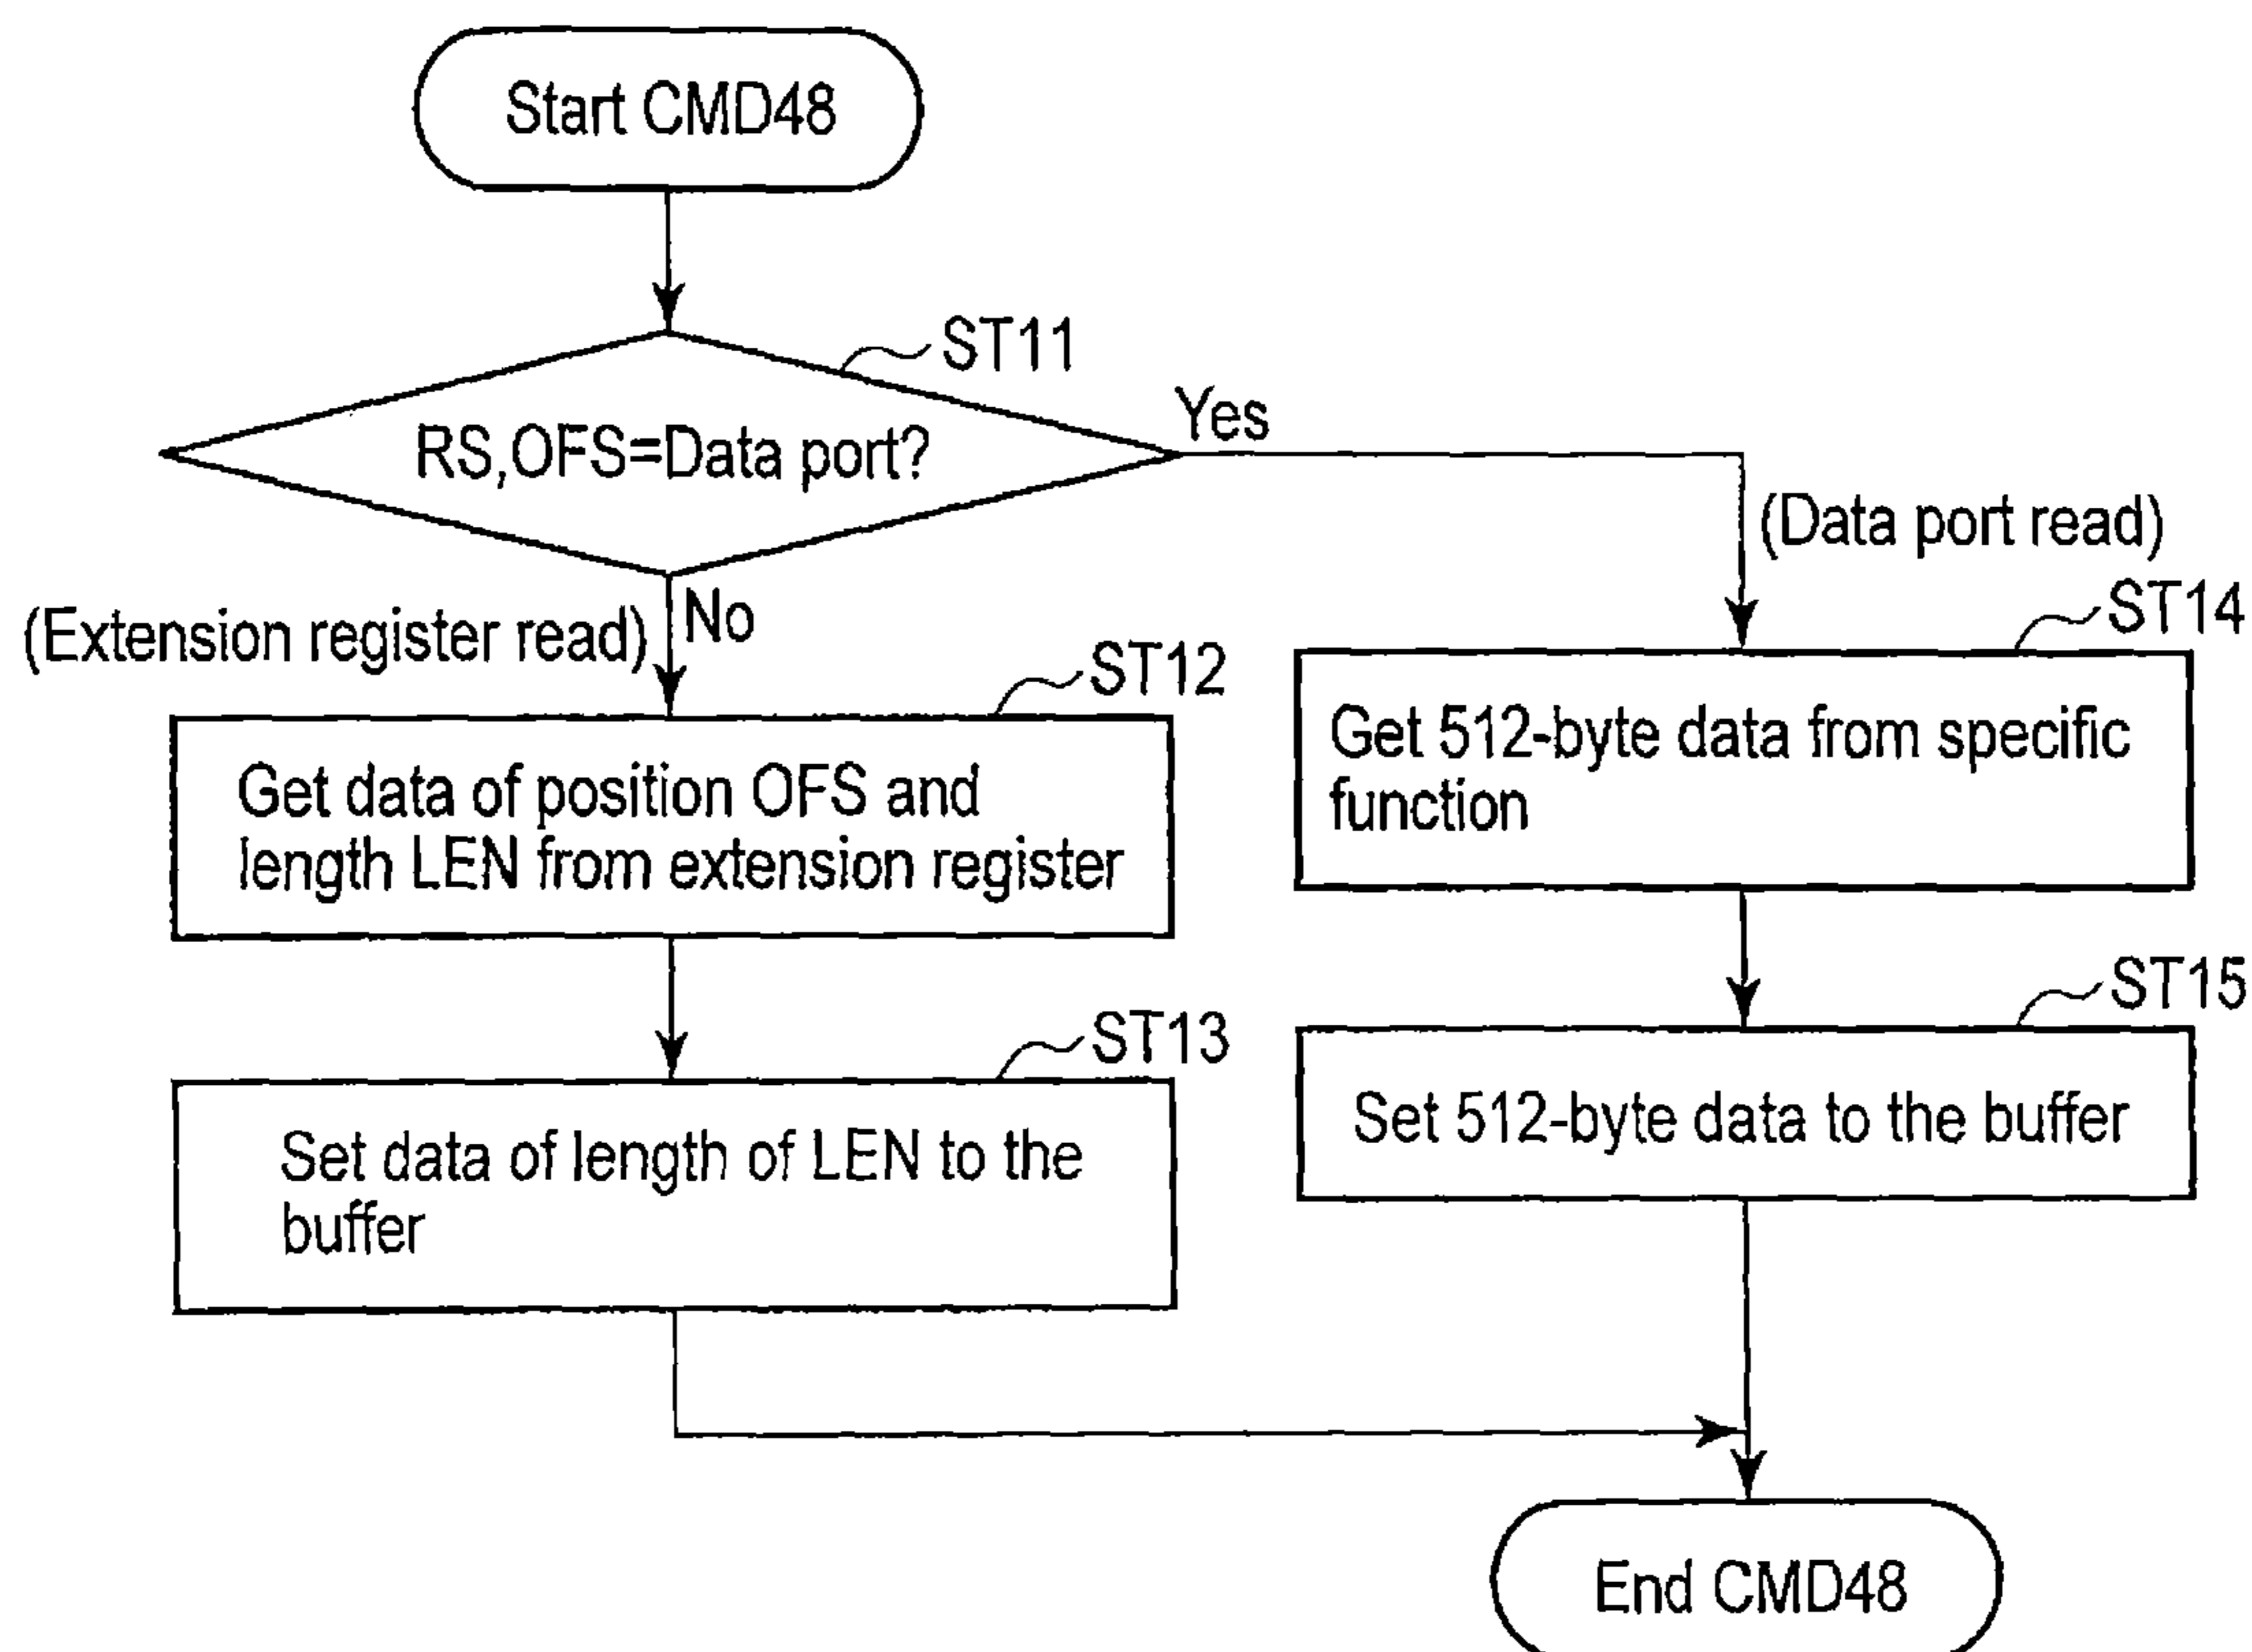 Start CMD48
ST11
RS,OFS=Data port?
Yes
(Data port read)
No
(Extension register read)
ST12
Get data of position OFS and
length LEN from extension register
ST13
Set data of length of LEN to the
buffer
ST14
Get 512-byte data from specific
function
ST15
Set 512-byte data to the buffer
End CMD48